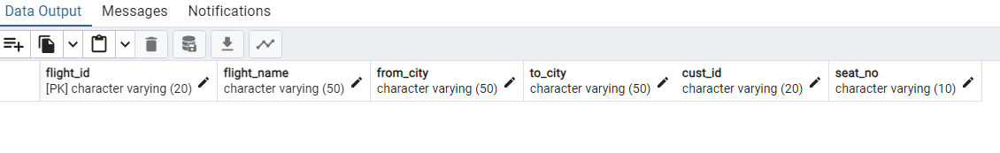 Data Output Messages Notifications
flight_id flight_name from_city to_city cust_id seat_no
[PK] character varying (20) character varying (50) character varying (50) character varying (50) character varying (20) character varying (10)